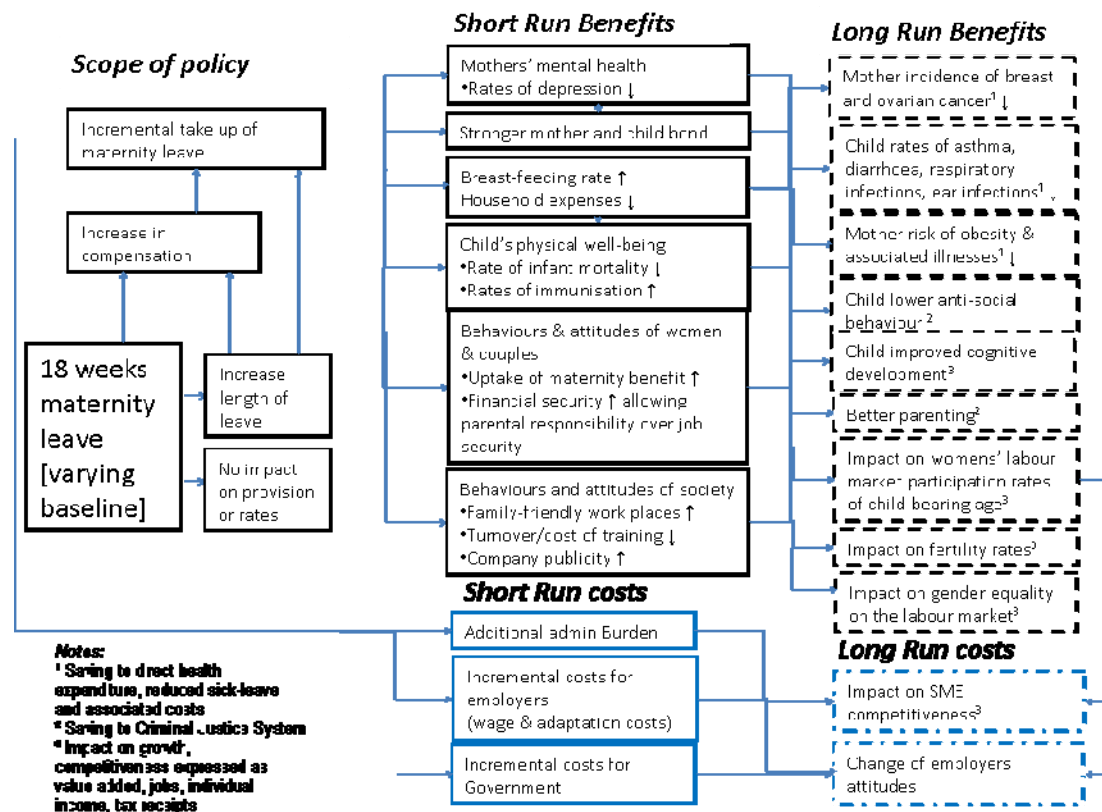 Scope of policy
Incremental take up of
maternity leave
Increase in
compensation
18 weeks
maternity
leave
[varying
baseline]
Increase
length of
leave
No impact
on provision
or rates
Short Run Benefits
Mothers' mental health
•Rates of depression ↓
Stronger mother and child bond
Breast-feeding rate ↑
Household expenses ↓
Child's physical well-being
•Rate of infant mortality ↓
•Rates of immunisation ↑
Behaviours & attitudes of women
& couples
•Uptake of maternity benefit ↑
•Financial security ↑ allowing
parental responsibility over job
security
Behaviours and attitudes of society
•Family-friendly work places ↑
•Turnover/cost of training ↓
•Company publicity ↑
Long Run Benefits
Mother incidence of breast
and ovarian cancer¹ ↓
Child rates of asthma,
diarrhoea, respiratory
infections, ear infections¹ ↓
Mother risk of obesity &
associated illnesses¹ ↓
Child lower anti-social
behaviour²
Child improved cognitive
development³
Better parenting²
Impact on womens' labour
market participation rates
of child bearing age³
Impact on fertility rates³
Impact on gender equality
on the labour market³
Short Run costs
Additional admin Burden
Incremental costs for
employers
(wage & adaptation costs)
Incremental costs for
Government
Long Run costs
Impact on SME
competitiveness³
Change of employers
attitudes
Notes:
¹ Saving to direct health
expenditure, reduced sick-leave
and associated costs
² Saving to Criminal Justice System
³ Impact on growth,
competitiveness expressed as
value added, jobs, individual
income, tax receipts